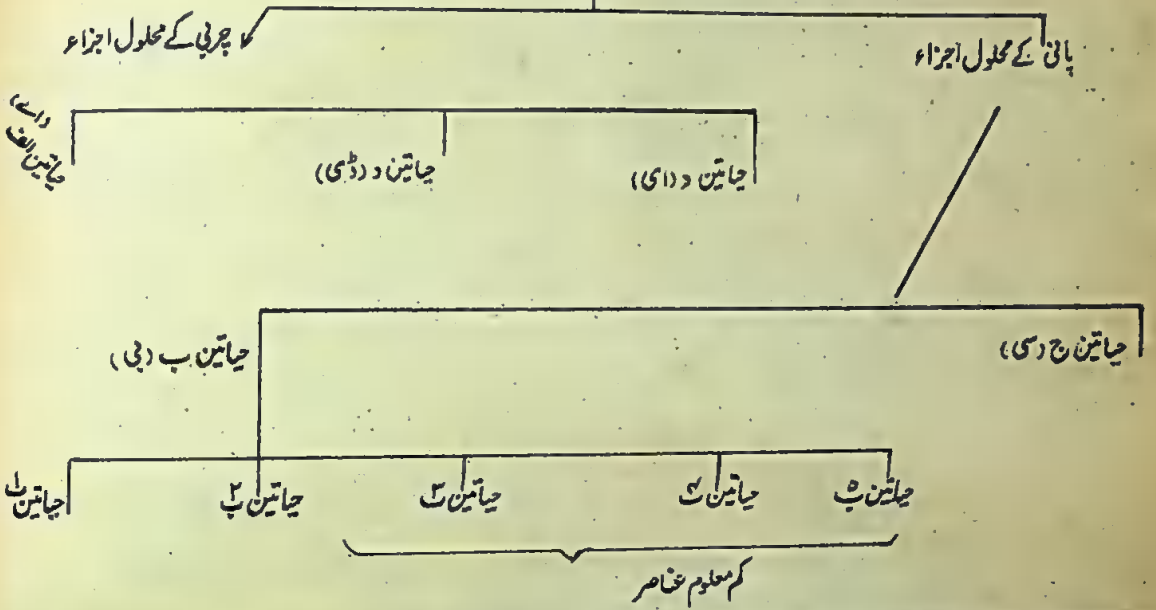 پانی کے محلول اجزاء
چربی کے محلول اجزاء
حیاتین و (ای)
حیاتین د (ڈی)
حیاتین الف (اے)
حیاتین ج (سی)
حیاتین ب (بی)
حیاتین ب۵
حیاتین ب۴
حیاتین ب۳
حیاتین ب۲
حیاتین ب۱
کم معلوم عناصر